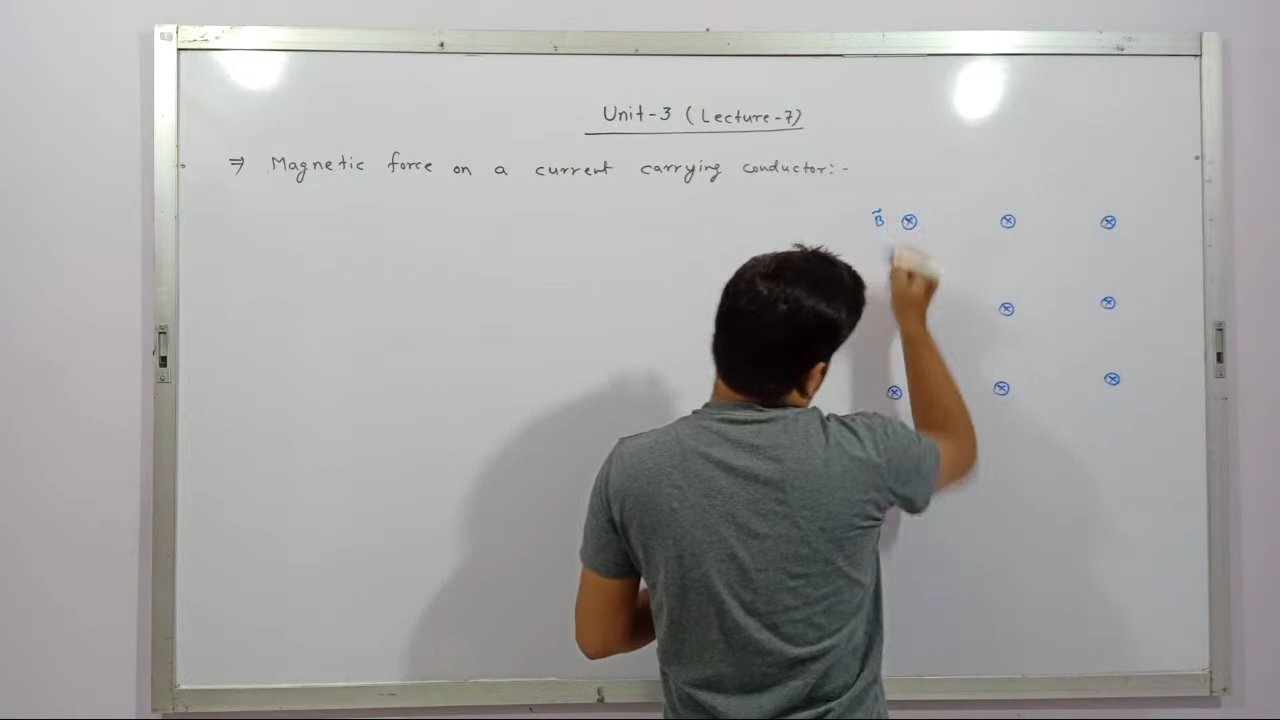 Unit-3 (Lecture-7)
⇒ Magnetic force on a current carrying conductor:-
B⃗ ⊗ ⊗ ⊗
⊗ ⊗
⊗ ⊗ ⊗